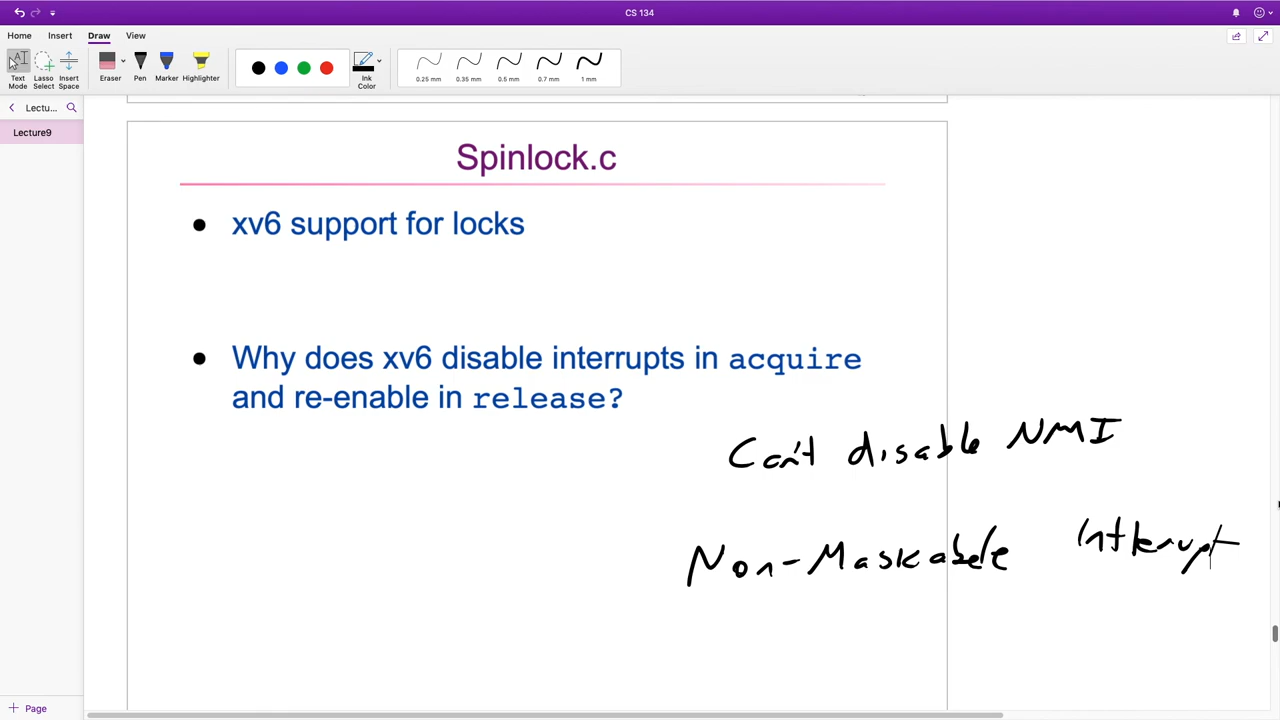 CS 134
Home Insert Draw View
Text Mode
Lasso Select
Insert Space
Eraser
Pen
Marker
Highlighter
Ink Color
0.25 mm
0.35 mm
0.5 mm
0.7 mm
1 mm
Lectu...
Lecture9
Spinlock.c
• xv6 support for locks
• Why does xv6 disable interrupts in acquire
and re-enable in release?
Can't disable NMI
Non-Maskabele Interrupt
+ Page